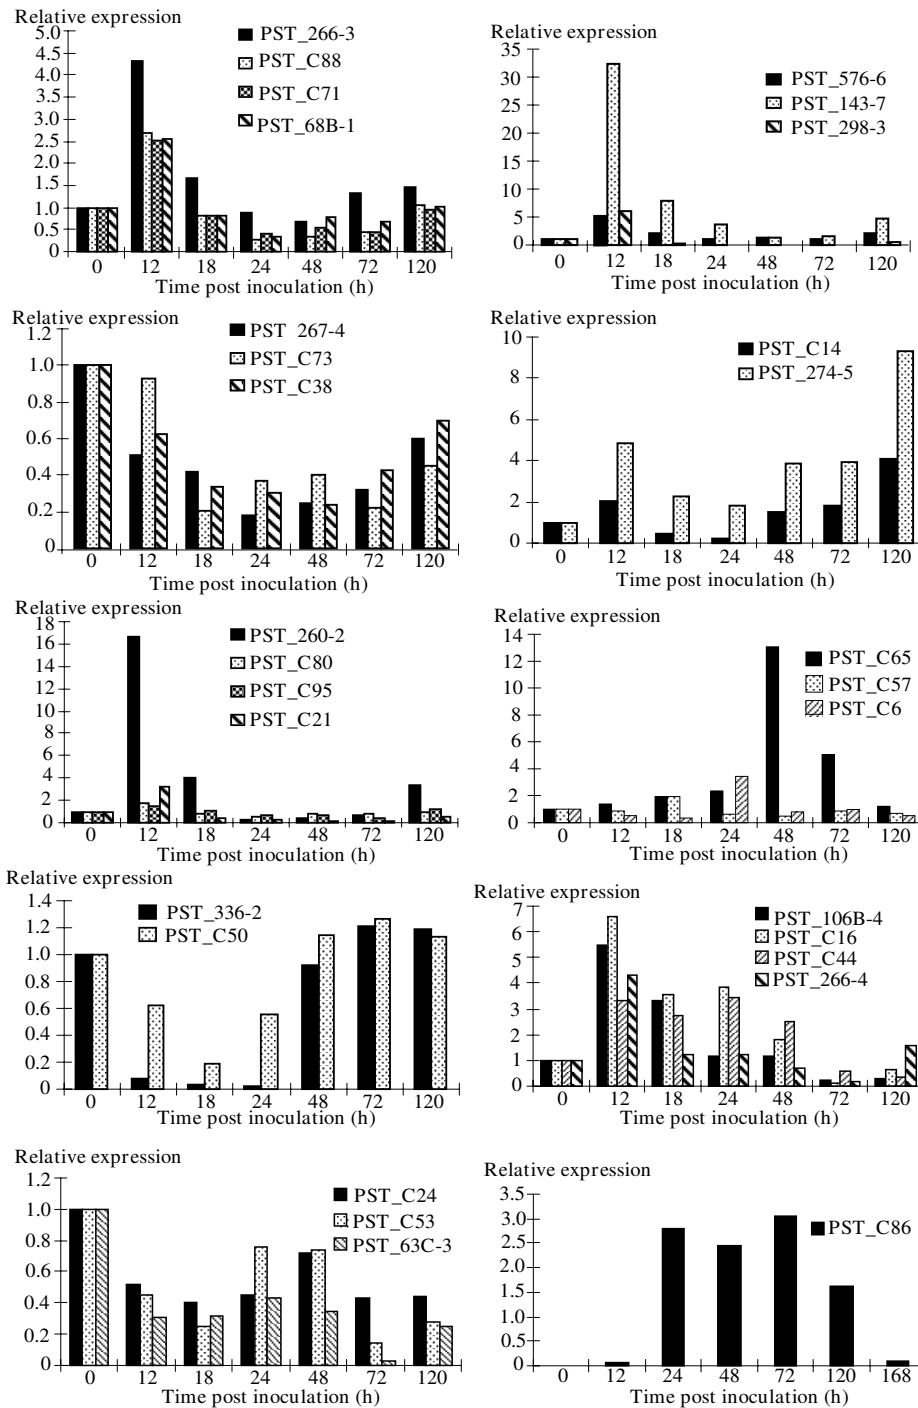 Relative expression
5.0
4.5
4.0
3.5
3.0
2.5
2.0
1.5
1.0
0.5
0
PST_266-3
PST_C88
PST_C71
PST_68B-1
0 12 18 24 48 72 120
Time post inoculation (h)
Relative expression
35
30
25
20
15
10
5
0
PST_576-6
PST_143-7
PST_298-3
0 12 18 24 48 72 120
Time post inoculation (h)
Relative expression
1.2
1.0
0.8
0.6
0.4
0.2
0
PST 267-4
PST_C73
PST_C38
0 12 18 24 48 72 120
Time post inoculation (h)
Relative expression
10
8
6
4
2
0
PST_C14
PST_274-5
0 12 18 24 48 72 120
Time post inoculation (h)
Relative expression
18
16
14
12
10
8
6
4
2
0
PST_260-2
PST_C80
PST_C95
PST_C21
0 12 18 24 48 72 120
Time post inoculation (h)
Relative expression
14
12
10
8
6
4
2
0
PST_C65
PST_C57
PST_C6
0 12 18 24 48 72 120
Time post inoculation (h)
Relative expression
1.4
1.2
1.0
0.8
0.6
0.4
0.2
0
PST_336-2
PST_C50
0 12 18 24 48 72 120
Time post inoculation (h)
Relative expression
7
6
5
4
3
2
1
0
PST_106B-4
PST_C16
PST_C44
PST_266-4
0 12 18 24 48 72 120
Time post inoculation (h)
Relative expression
1.2
1.0
0.8
0.6
0.4
0.2
0
PST_C24
PST_C53
PST_63C-3
0 12 18 24 48 72 120
Time post inoculation (h)
Relative expression
3.5
3.0
2.5
2.0
1.5
1.0
0.5
0
PST_C86
0 12 24 48 72 120 168
Time post inoculation (h)